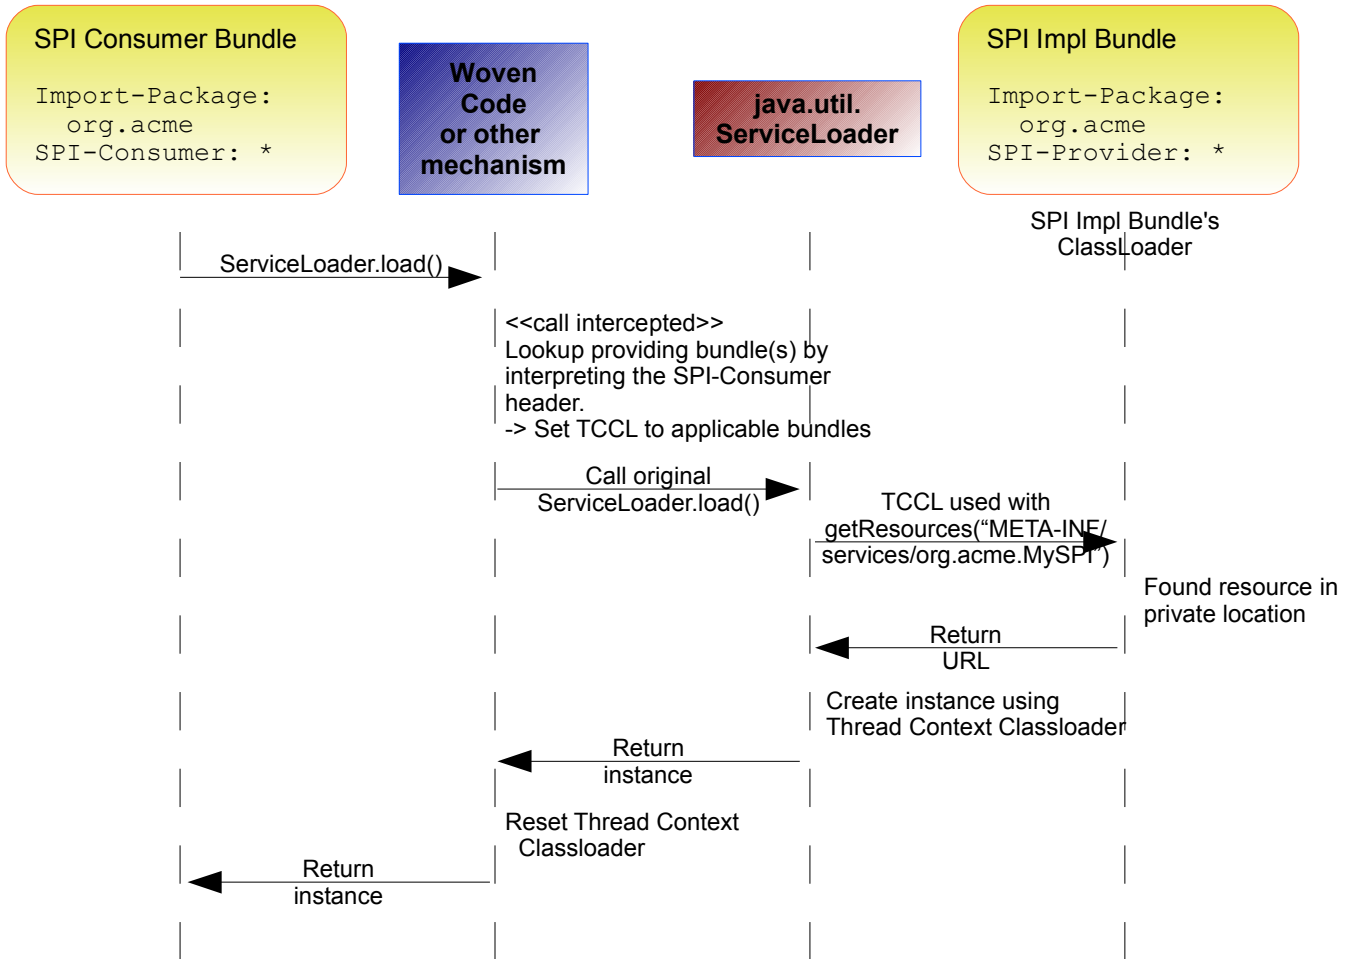 SPI Consumer Bundle
Import-Package:
org.acme
SPI-Consumer: *
Woven
Code
or other
mechanism
java.util.
ServiceLoader
SPI Impl Bundle
Import-Package:
org.acme
SPI-Provider: *
SPI Impl Bundle's
ClassLoader
ServiceLoader.load()
<<call intercepted>>
Lookup providing bundle(s) by
interpreting the SPI-Consumer
header.
-> Set TCCL to applicable bundles
Call original
ServiceLoader.load()
TCCL used with
getResources(“META-INF/
services/org.acme.MySPI”)
Found resource in
private location
Return
URL
Create instance using
Thread Context Classloader
Return
instance
Reset Thread Context
Classloader
Return
instance